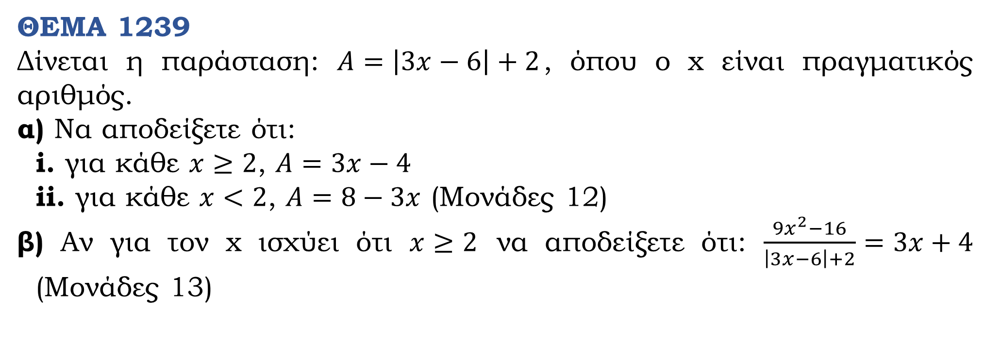 ΘΕΜΑ 1239
Δίνεται η παράσταση: A = |3x − 6| + 2, όπου ο x είναι πραγματικός
αριθμός.
α) Να αποδείξετε ότι:
i. για κάθε x ≥ 2, A = 3x − 4
ii. για κάθε x < 2, A = 8 − 3x (Μονάδες 12)
β) Αν για τον x ισχύει ότι x ≥ 2 να αποδείξετε ότι: \frac{9x^2−16}{|3x−6|+2} = 3x + 4
(Μονάδες 13)